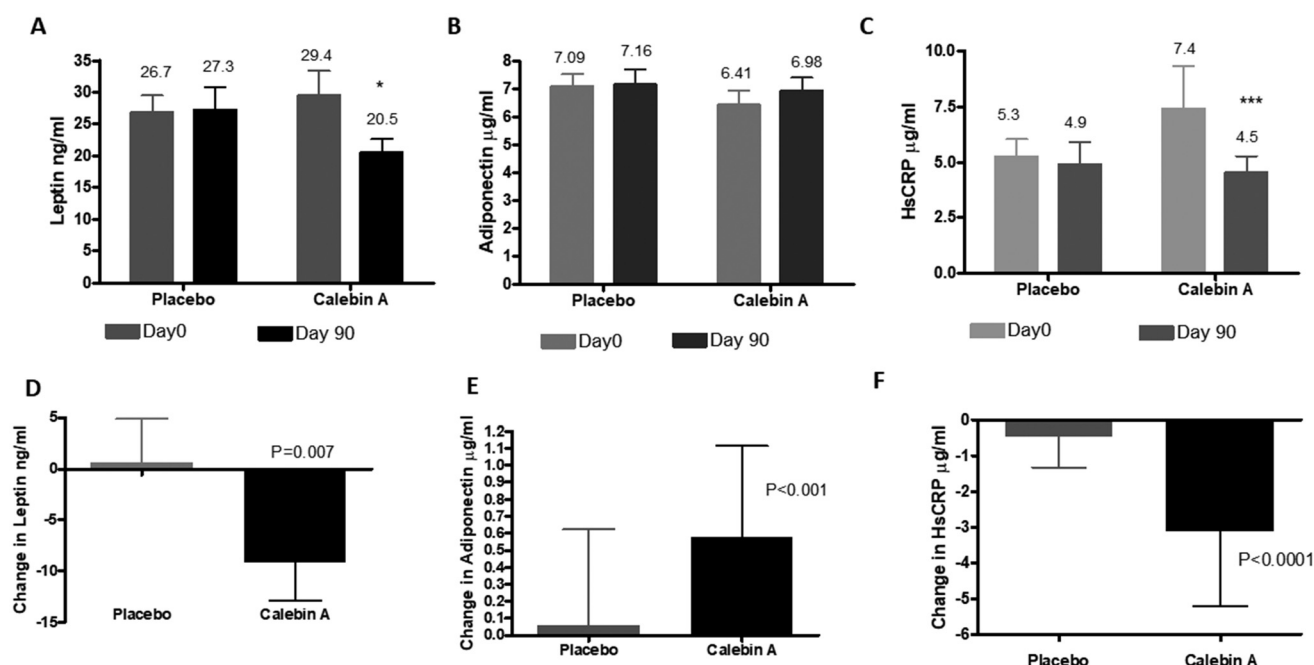 A
Leptin ng/ml
35
30
25
20
15
10
5
0
26.7
27.3
29.4
*
20.5
Placebo
Calebin A
Day0
Day 90
B
Adiponectin µg/ml
8
7
6
5
4
3
2
1
0
7.09
7.16
6.41
6.98
Placebo
Calebin A
Day0
Day 90
C
HsCRP µg/ml
10.0
7.5
5.0
2.5
0.0
5.3
4.9
7.4
***
4.5
Placebo
Calebin A
Day0
Day 90
D
Change in Leptin ng/ml
5
0
-5
-10
-15
P=0.007
Placebo
Calebin A
E
Change in Adiponectin µg/ml
1.2
1.1
1.0
0.9
0.8
0.7
0.6
0.5
0.4
0.3
0.2
0.1
0.0
P<0.001
Placebo
Calebin A
F
Change in HsCRP µg/ml
0
-1
-2
-3
-4
-5
-6
P<0.0001
Placebo
Calebin A